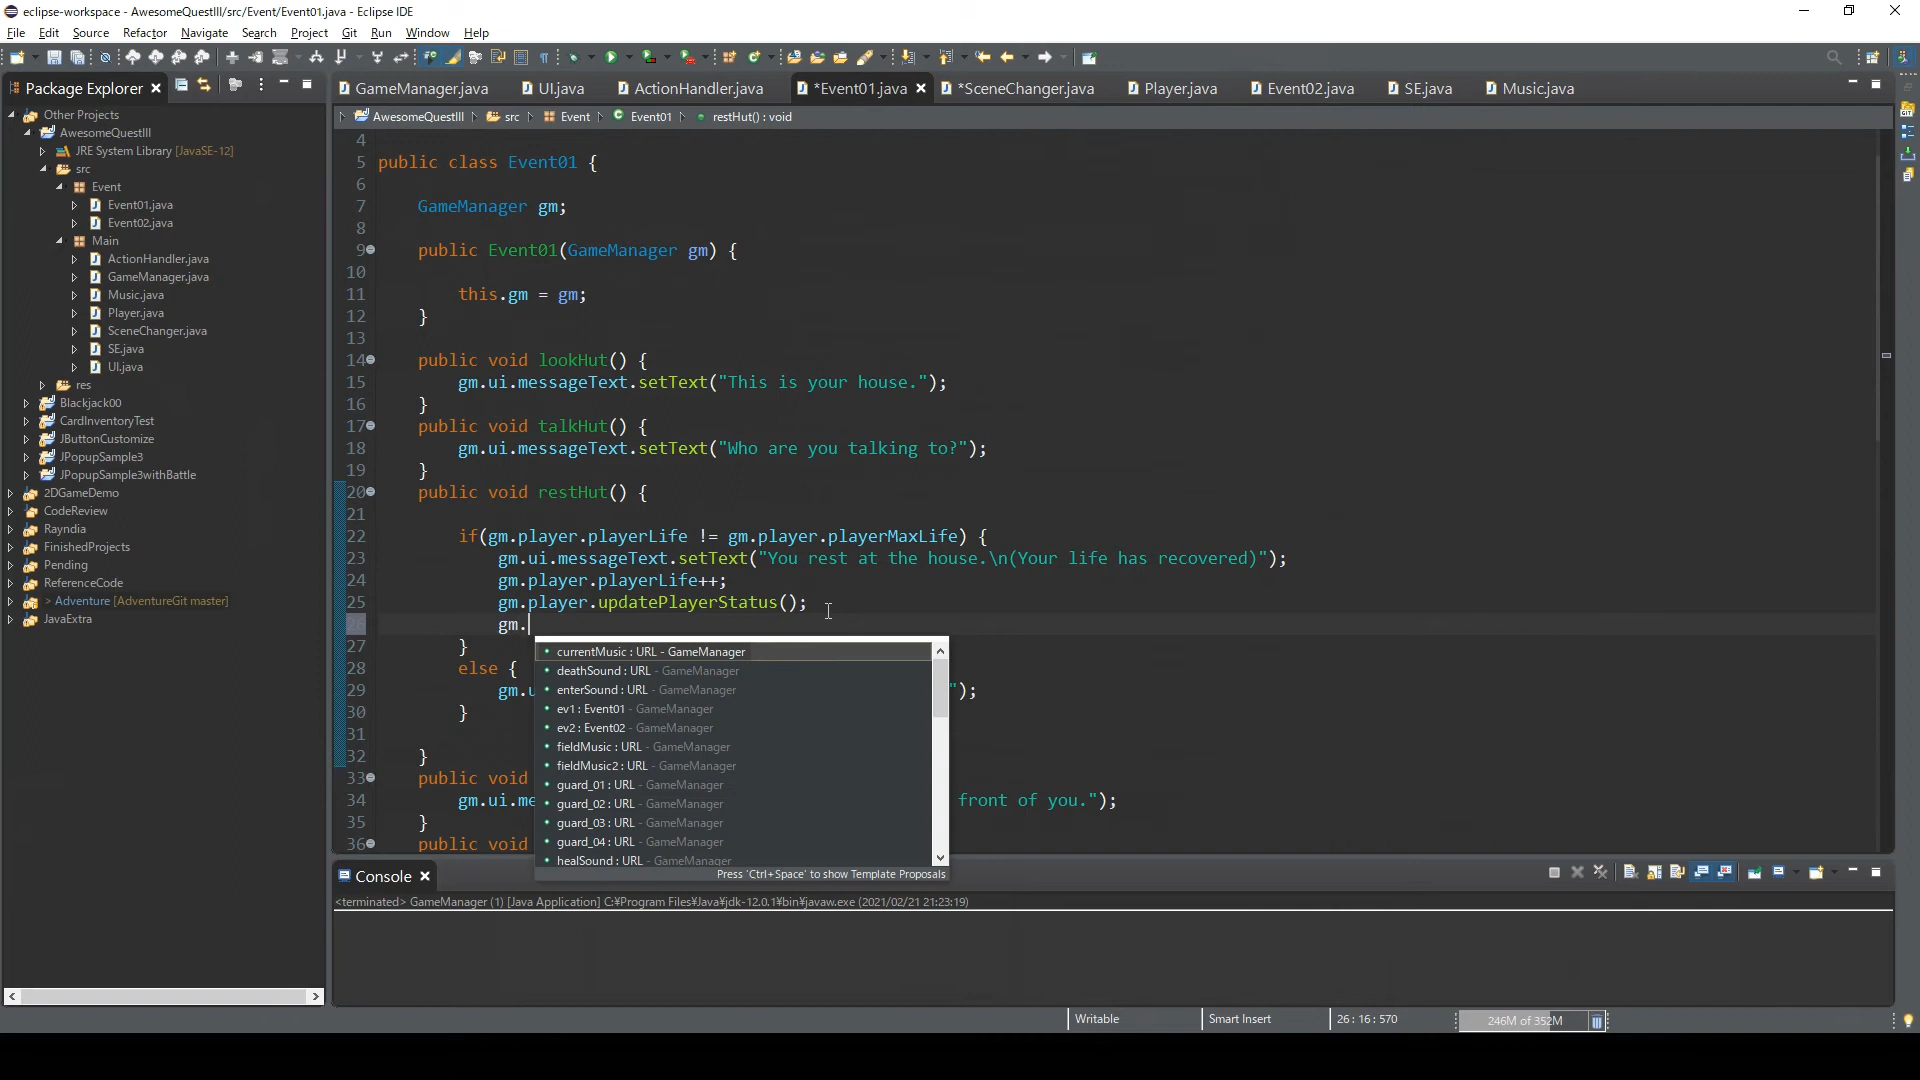 eclipse-workspace - AwesomeQuestIII/src/Event/Event01.java - Eclipse IDE
File Edit Source Refactor Navigate Search Project Git Run Window Help
Package Explorer
GameManager.java UI.java ActionHandler.java *Event01.java *SceneChanger.java Player.java Event02.java SE.java Music.java
AwesomeQuestIII src Event Event01 restHut() : void
Other Projects
AwesomeQuestIII
JRE System Library [JavaSE-12]
src
Event
Event01.java
Event02.java
Main
ActionHandler.java
GameManager.java
Music.java
Player.java
SceneChanger.java
SE.java
UI.java
res
Blackjack00
CardInventoryTest
JButtonCustomize
JPopupSample3
JPopupSample3withBattle
2DGameDemo
CodeReview
Rayndia
FinishedProjects
Pending
ReferenceCode
> Adventure [AdventureGit master]
JavaExtra
4
5 public class Event01 {
6
7 GameManager gm;
8
9 public Event01(GameManager gm) {
10
11 this.gm = gm;
12 }
13
14 public void lookHut() {
15 gm.ui.messageText.setText("This is your house.");
16 }
17 public void talkHut() {
18 gm.ui.messageText.setText("Who are you talking to?");
19 }
20 public void restHut() {
21
22 if(gm.player.playerLife != gm.player.playerMaxLife) {
23 gm.ui.messageText.setText("You rest at the house.\n(Your life has recovered)");
24 gm.player.playerLife++;
25 gm.player.updatePlayerStatus();
26 gm.
27 }
28 else {
29 gm.u ");
30 }
31
32 }
33 public void
34 gm.ui.me front of you.");
35 }
36 public void
currentMusic : URL - GameManager
deathSound : URL - GameManager
enterSound : URL - GameManager
ev1 : Event01 - GameManager
ev2 : Event02 - GameManager
fieldMusic : URL - GameManager
fieldMusic2 : URL - GameManager
guard_01 : URL - GameManager
guard_02 : URL - GameManager
guard_03 : URL - GameManager
guard_04 : URL - GameManager
healSound : URL - GameManager
Press 'Ctrl+Space' to show Template Proposals
Console
<terminated> GameManager (1) [Java Application] C:¥Program Files¥Java¥jdk-12.0.1¥bin¥javaw.exe (2021/02/21 21:23:19)
Writable Smart Insert 26 : 16 : 570 246M of 352M